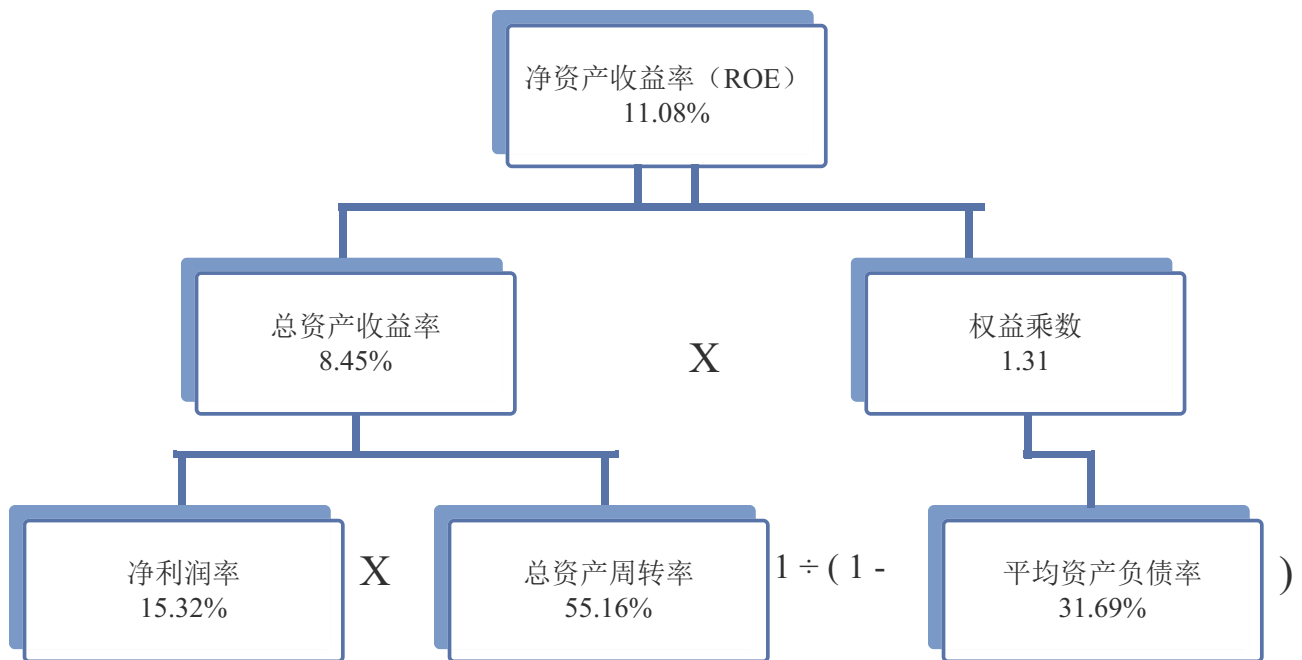 净资产收益率（ROE）
11.08%
总资产收益率
8.45%
X
权益乘数
1.31
净利润率
15.32%
X
总资产周转率
55.16%
1 ÷ ( 1 -
平均资产负债率
31.69%
)